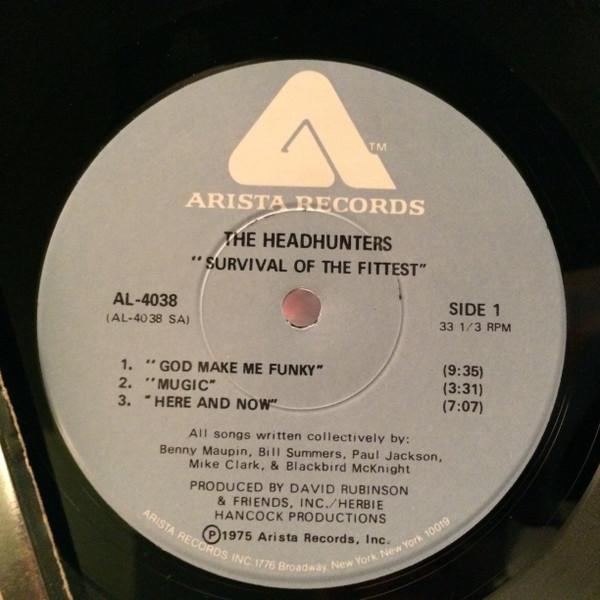 TM
ARISTA RECORDS
THE HEADHUNTERS
"SURVIVAL OF THE FITTEST"
AL-4038
(AL-4038 SA)
SIDE 1
33 1/3 RPM
1. "GOD MAKE ME FUNKY" (9:35)
2. "MUGIC" (3:31)
3. "HERE AND NOW" (7:07)
All songs written collectively by:
Benny Maupin, Bill Summers, Paul Jackson,
Mike Clark, & Blackbird McKnight
PRODUCED BY DAVID RUBINSON
& FRIENDS, INC./HERBIE
HANCOCK PRODUCTIONS
Ⓟ1975 Arista Records, Inc.
ARISTA RECORDS INC. 1776 Broadway, New York, New York 10019